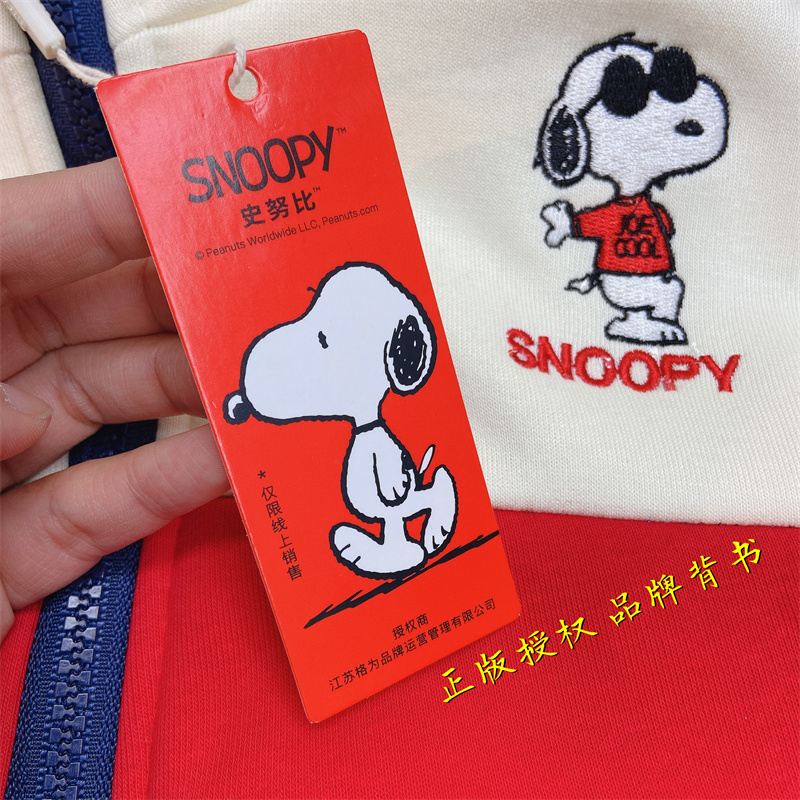 SNOOPY™
史努比™
© Peanuts Worldwide LLC, Peanuts.com
*仅限线上销售
授权商
江苏格为品牌运营管理有限公司
JOE
COOL
SNOOPY
正版授权 品牌背书